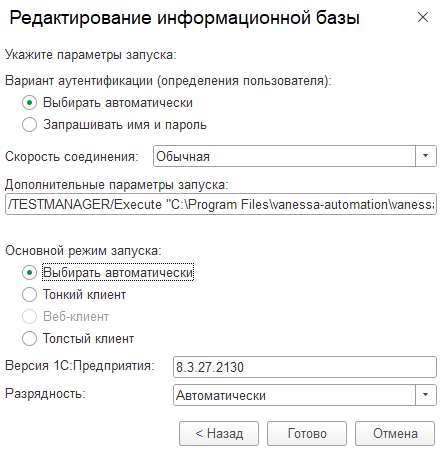 Редактирование информационной базы
Укажите параметры запуска:
Вариант аутентификации (определения пользователя):
Выбирать автоматически
Запрашивать имя и пароль
Скорость соединения: Обычная
Дополнительные параметры запуска:
/TESTMANAGER/Execute "C:\Program Files\vanessa-automation\vanessa
Основной режим запуска:
Выбирать автоматически
Тонкий клиент
Веб-клиент
Толстый клиент
Версия 1С:Предприятия: 8.3.27.2130
Разрядность: Автоматически
< Назад Готово Отмена